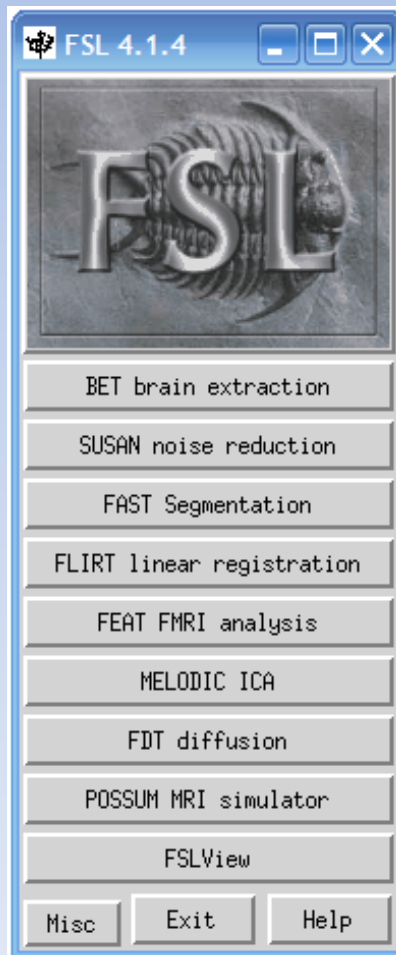 FSL 4.1.4
FSL
BET brain extraction
SUSAN noise reduction
FAST Segmentation
FLIRT linear registration
FEAT FMRI analysis
MELODIC ICA
FDT diffusion
POSSUM MRI simulator
FSLView
Misc Exit Help